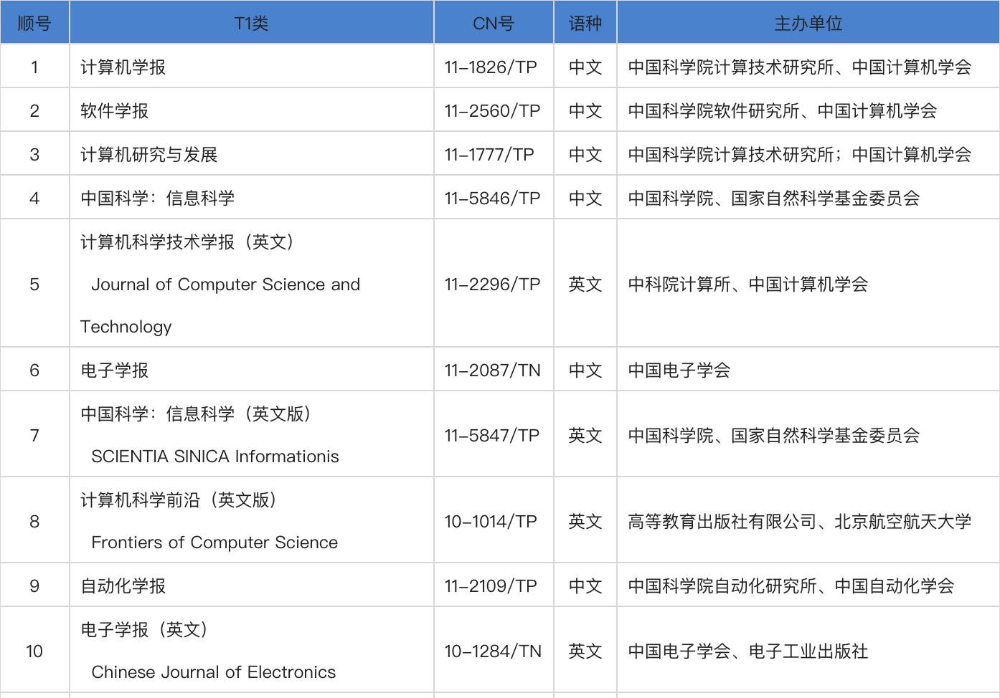 顺号 T1类 CN号 语种 主办单位
1 计算机学报 11-1826/TP 中文 中国科学院计算技术研究所、中国计算机学会
2 软件学报 11-2560/TP 中文 中国科学院软件研究所、中国计算机学会
3 计算机研究与发展 11-1777/TP 中文 中国科学院计算技术研究所；中国计算机学会
4 中国科学：信息科学 11-5846/TP 中文 中国科学院、国家自然科学基金委员会
计算机科学技术学报（英文）
5 Journal of Computer Science and 11-2296/TP 英文 中科院计算所、中国计算机学会
Technology
6 电子学报 11-2087/TN 中文 中国电子学会
中国科学：信息科学（英文版）
7 11-5847/TP 英文 中国科学院、国家自然科学基金委员会
SCIENTIA SINICA Informationis
计算机科学前沿（英文版）
8 10-1014/TP 英文 高等教育出版社有限公司、北京航空航天大学
Frontiers of Computer Science
9 自动化学报 11-2109/TP 中文 中国科学院自动化研究所、中国自动化学会
电子学报（英文）
10 10-1284/TN 英文 中国电子学会、电子工业出版社
Chinese Journal of Electronics